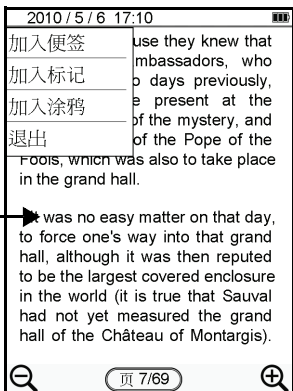 2010 / 5 / 6  17:10
加入便签
加入标记
加入涂鸦
退出
use they knew that
mbassadors, who
days previously,
present at the
of the mystery, and
of the Pope of the
Fools, which was also to take place
in the grand hall.
was no easy matter on that day,
to force one's way into that grand
hall, although it was then reputed
to be the largest covered enclosure
in the world (it is true that Sauval
had not yet measured the grand
hall of the Château of Montargis).
页 7/69